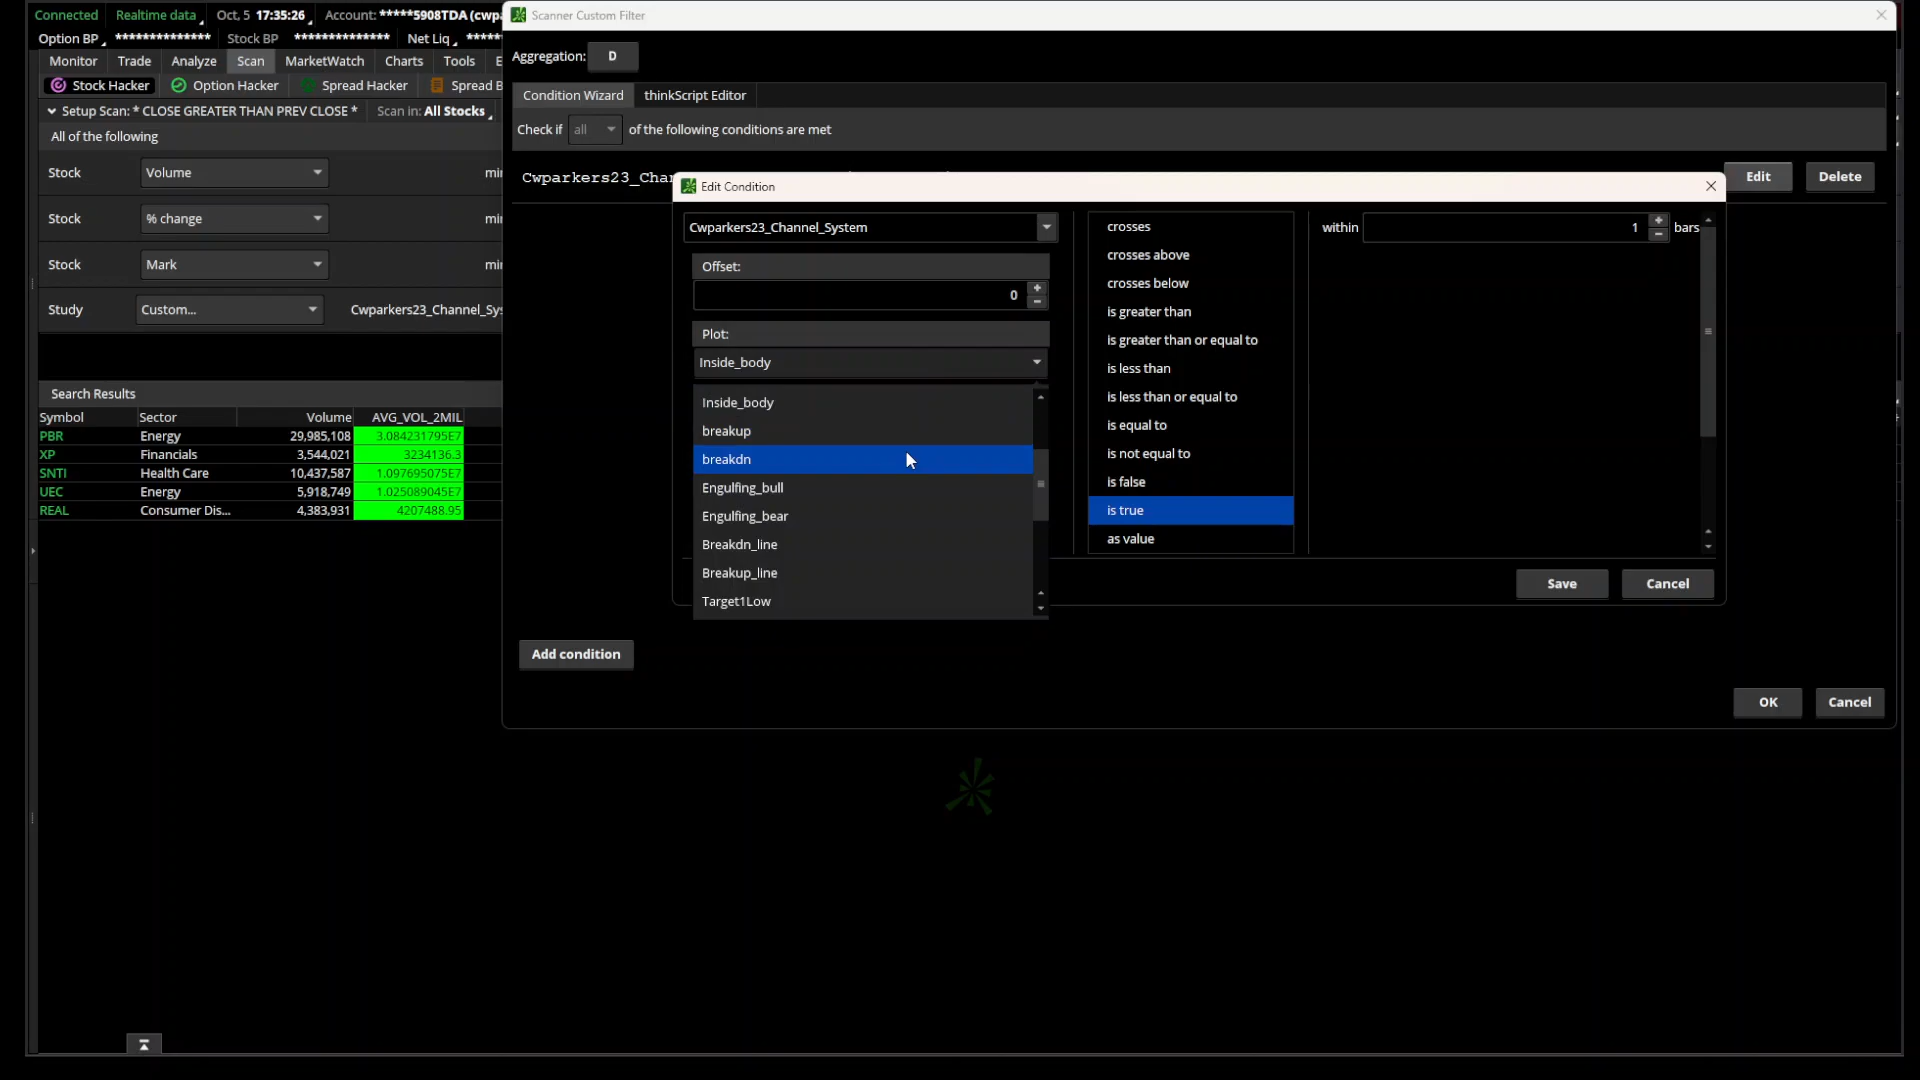 Connected Realtime data Oct, 5 17:35:26 Account: *****5908TDA (cwpa
Option BP ************** Stock BP ************** Net Liq *****
Monitor Trade Analyze Scan MarketWatch Charts Tools E
Stock Hacker Option Hacker Spread Hacker Spread B
Setup Scan: * CLOSE GREATER THAN PREV CLOSE * Scan in: All Stocks
All of the following
Stock Volume min
Stock % change min
Stock Mark min
Study Custom... Cwparkers23_Channel_Sys
Search Results
Symbol Sector Volume AVG_VOL_2MIL
PBR Energy 29,985,108 3.084231795E7
XP Financials 3,544,021 3234136.3
SNTI Health Care 10,437,587 1.097695075E7
UEC Energy 5,918,749 1.025089045E7
REAL Consumer Dis... 4,383,931 4207488.95
Scanner Custom Filter
Aggregation: D
Condition Wizard thinkScript Editor
Check if all of the following conditions are met
Cwparkers23_Chan
Edit Delete
Edit Condition
Cwparkers23_Channel_System
Offset:
0
Plot:
Inside_body
Inside_body
breakup
breakdn
Engulfing_bull
Engulfing_bear
Breakdn_line
Breakup_line
Target1Low
crosses
crosses above
crosses below
is greater than
is greater than or equal to
is less than
is less than or equal to
is equal to
is not equal to
is false
is true
as value
within 1 bars
Save Cancel
Add condition
OK Cancel